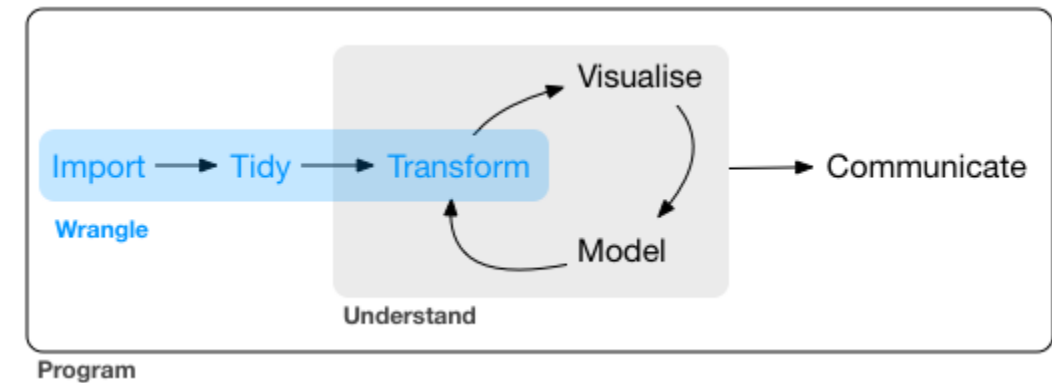 Visualise
Import
Tidy
Transform
Communicate
Wrangle
Model
Understand
Program